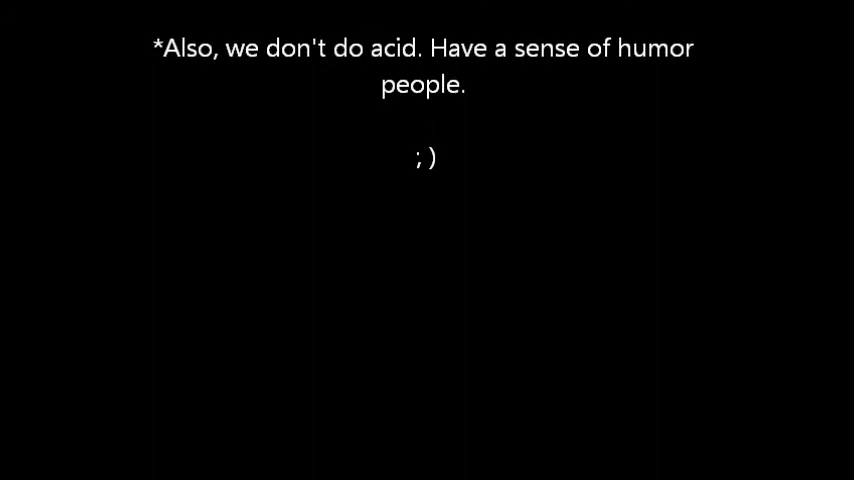 *Also, we don't do acid. Have a sense of humor
people.
; )